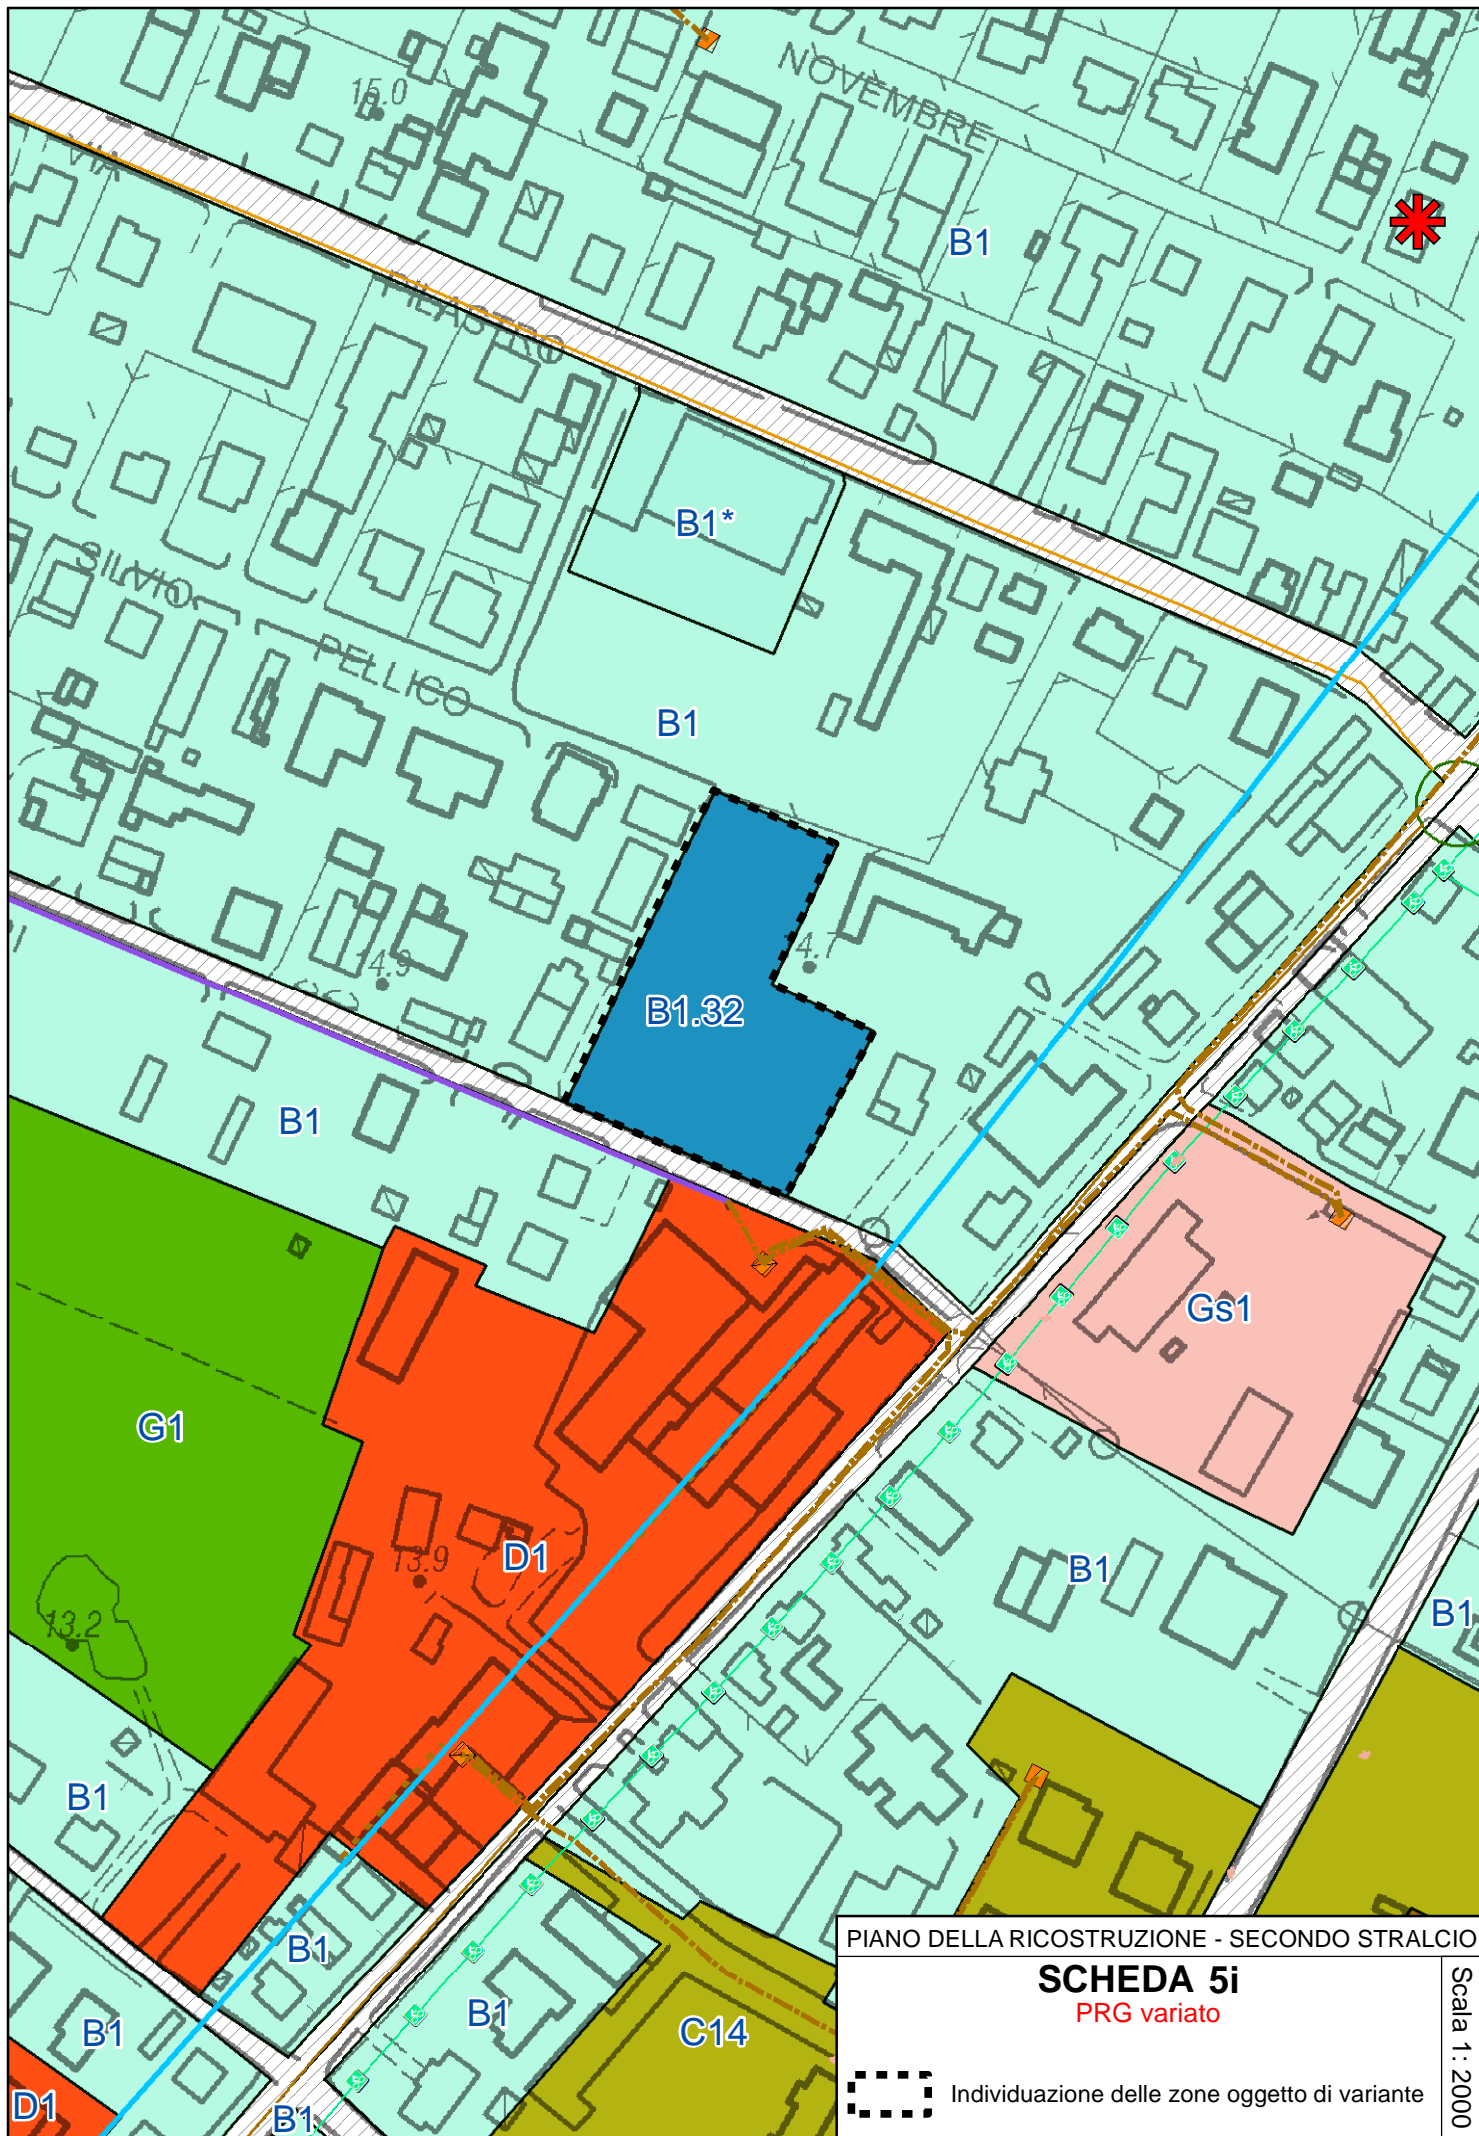 NOVEMBRE
15.0
VIA
B1
PILASTRO
B1*
SILVIO
PELLICO
B1
4.7
14.9
B1.32
B1
Gs1
G1
D1
13.9
B1
B1
13.2
B1
B1
B1
B1
C14
D1
B1
PIANO DELLA RICOSTRUZIONE - SECONDO STRALCIO
SCHEDA 5i
PRG variato
Individuazione delle zone oggetto di variante
Scala 1: 2000